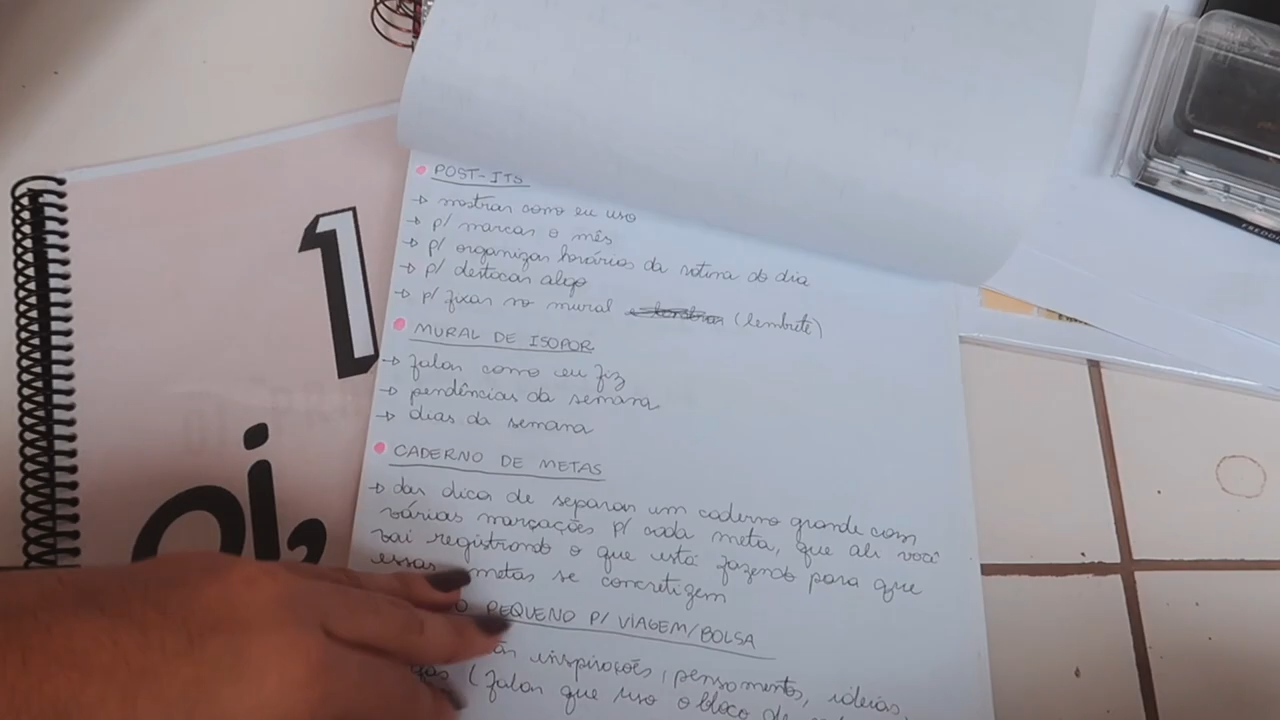 1
oi,
POST-ITS
→ mostrar como eu uso
→ p/ marcar o mês
→ p/ organizar horários da rotina do dia
→ p/ destacar algo
→ p/ fixar no mural (lembrete)
MURAL DE ISOPOR
→ falar como eu fiz
→ pendências da semana
→ dias da semana
CADERNO DE METAS
→ dar dica de separar um caderno grande com
várias marcações p/ cada meta, que ali você
vai registrando o que está fazendo para que
essas metas se concretizem
O PEQUENO P/ VIAGEM/BOLSA
inspirações, pensamentos, ideias,
(falar que uso o bloco de